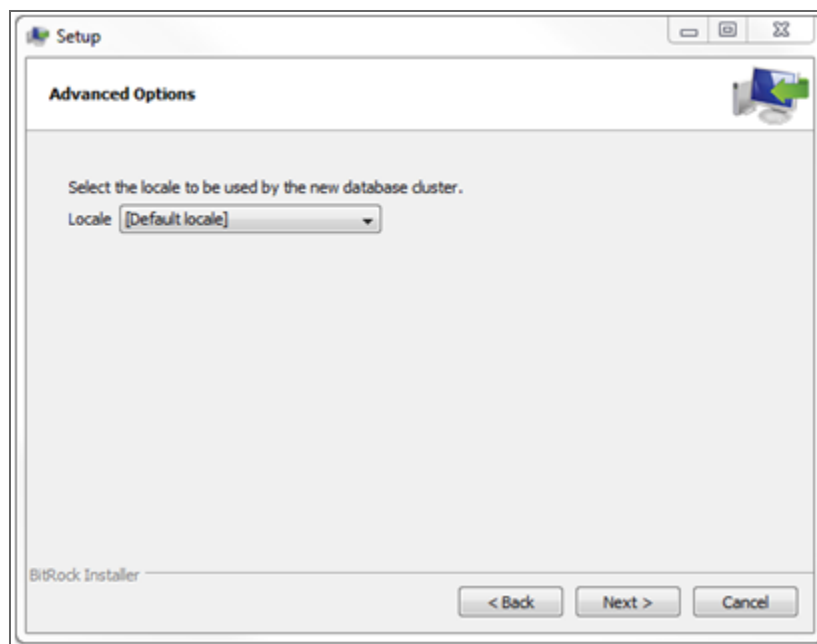 Setup
Advanced Options
Select the locale to be used by the new database cluster.
Locale [Default locale]
BitRock Installer
< Back Next > Cancel